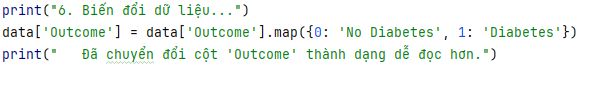 print("6. Biến đổi dữ liệu...")
data['Outcome'] = data['Outcome'].map({0: 'No Diabetes', 1: 'Diabetes'})
print("   Đã chuyển đổi cột 'Outcome' thành dạng dễ đọc hơn.")